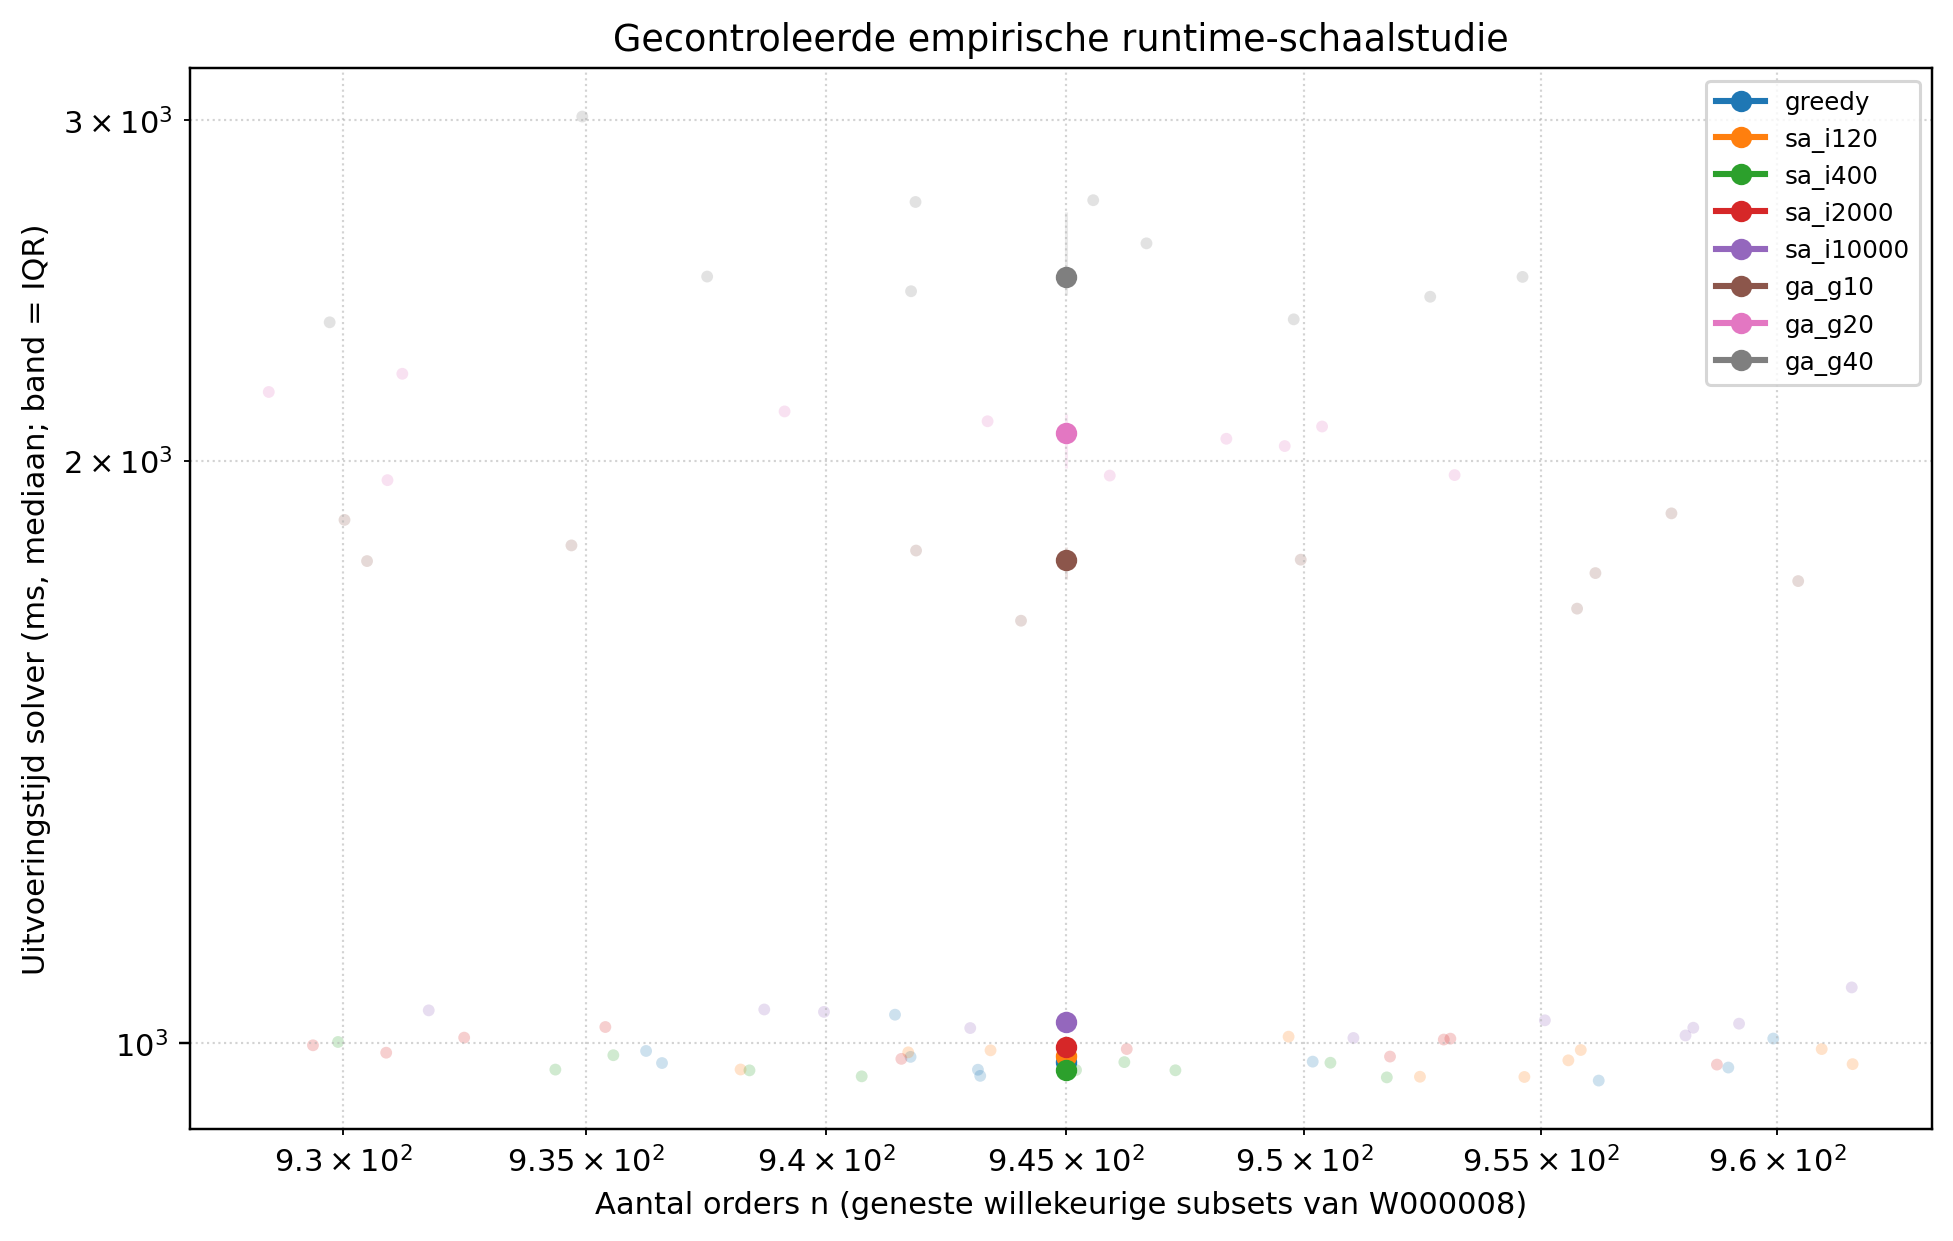 Gecontroleerde empirische runtime-schaalstudie
Uitvoeringstijd solver (ms, mediaan; band = IQR)
3 × 10³
2 × 10³
10³
greedy
sa_i120
sa_i400
sa_i2000
sa_i10000
ga_g10
ga_g20
ga_g40
9.3 × 10² 9.35 × 10² 9.4 × 10² 9.45 × 10² 9.5 × 10² 9.55 × 10² 9.6 × 10²
Aantal orders n (geneste willekeurige subsets van W000008)